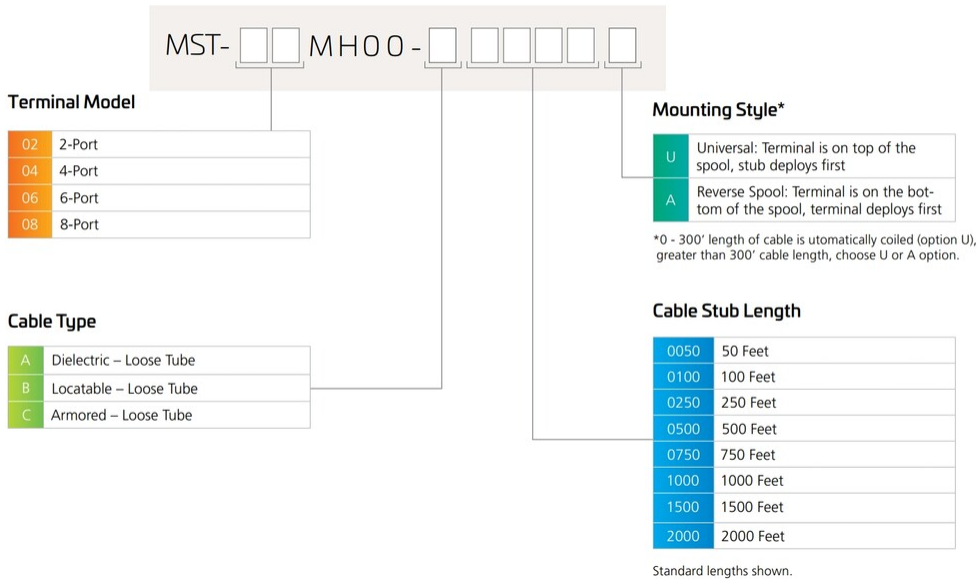 MST- MH00-
Terminal Model
02 2-Port
04 4-Port
06 6-Port
08 8-Port
Cable Type
A Dielectric – Loose Tube
B Locatable – Loose Tube
C Armored – Loose Tube
Mounting Style*
U Universal: Terminal is on top of the
spool, stub deploys first
A Reverse Spool: Terminal is on the bot-
tom of the spool, terminal deploys first
*0 - 300’ length of cable is utomatically coiled (option U),
greater than 300’ cable length, choose U or A option.
Cable Stub Length
0050 50 Feet
0100 100 Feet
0250 250 Feet
0500 500 Feet
0750 750 Feet
1000 1000 Feet
1500 1500 Feet
2000 2000 Feet
Standard lengths shown.